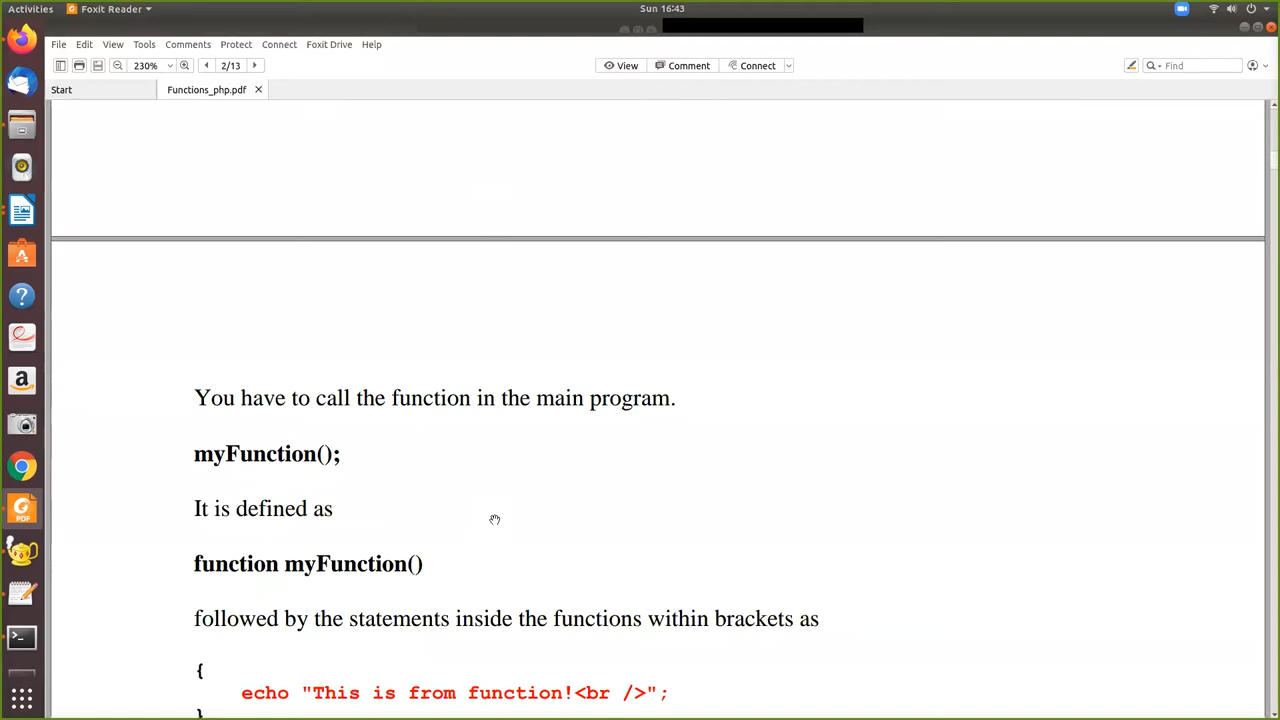 Activities Foxit Reader Sun 16:43
File Edit View Tools Comments Protect Connect Foxit Drive Help
230% 2/13 View Comment Connect Find
Start Functions_php.pdf
You have to call the function in the main program.
myFunction();
It is defined as
function myFunction()
followed by the statements inside the functions within brackets as
{
echo "This is from function!<br />";
}